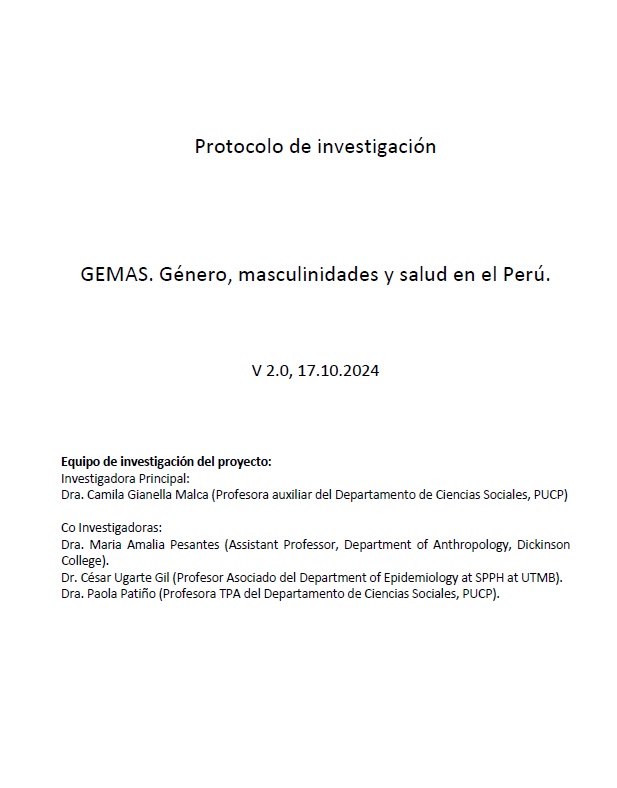 Protocolo de investigación
GEMAS. Género, masculinidades y salud en el Perú.
V 2.0, 17.10.2024
Equipo de investigación del proyecto:
Investigadora Principal:
Dra. Camila Gianella Malca (Profesora auxiliar del Departamento de Ciencias Sociales, PUCP)
Co Investigadoras:
Dra. Maria Amalia Pesantes (Assistant Professor, Department of Anthropology, Dickinson
College).
Dr. César Ugarte Gil (Profesor Asociado del Department of Epidemiology at SPPH at UTMB).
Dra. Paola Patiño (Profesora TPA del Departamento de Ciencias Sociales, PUCP).